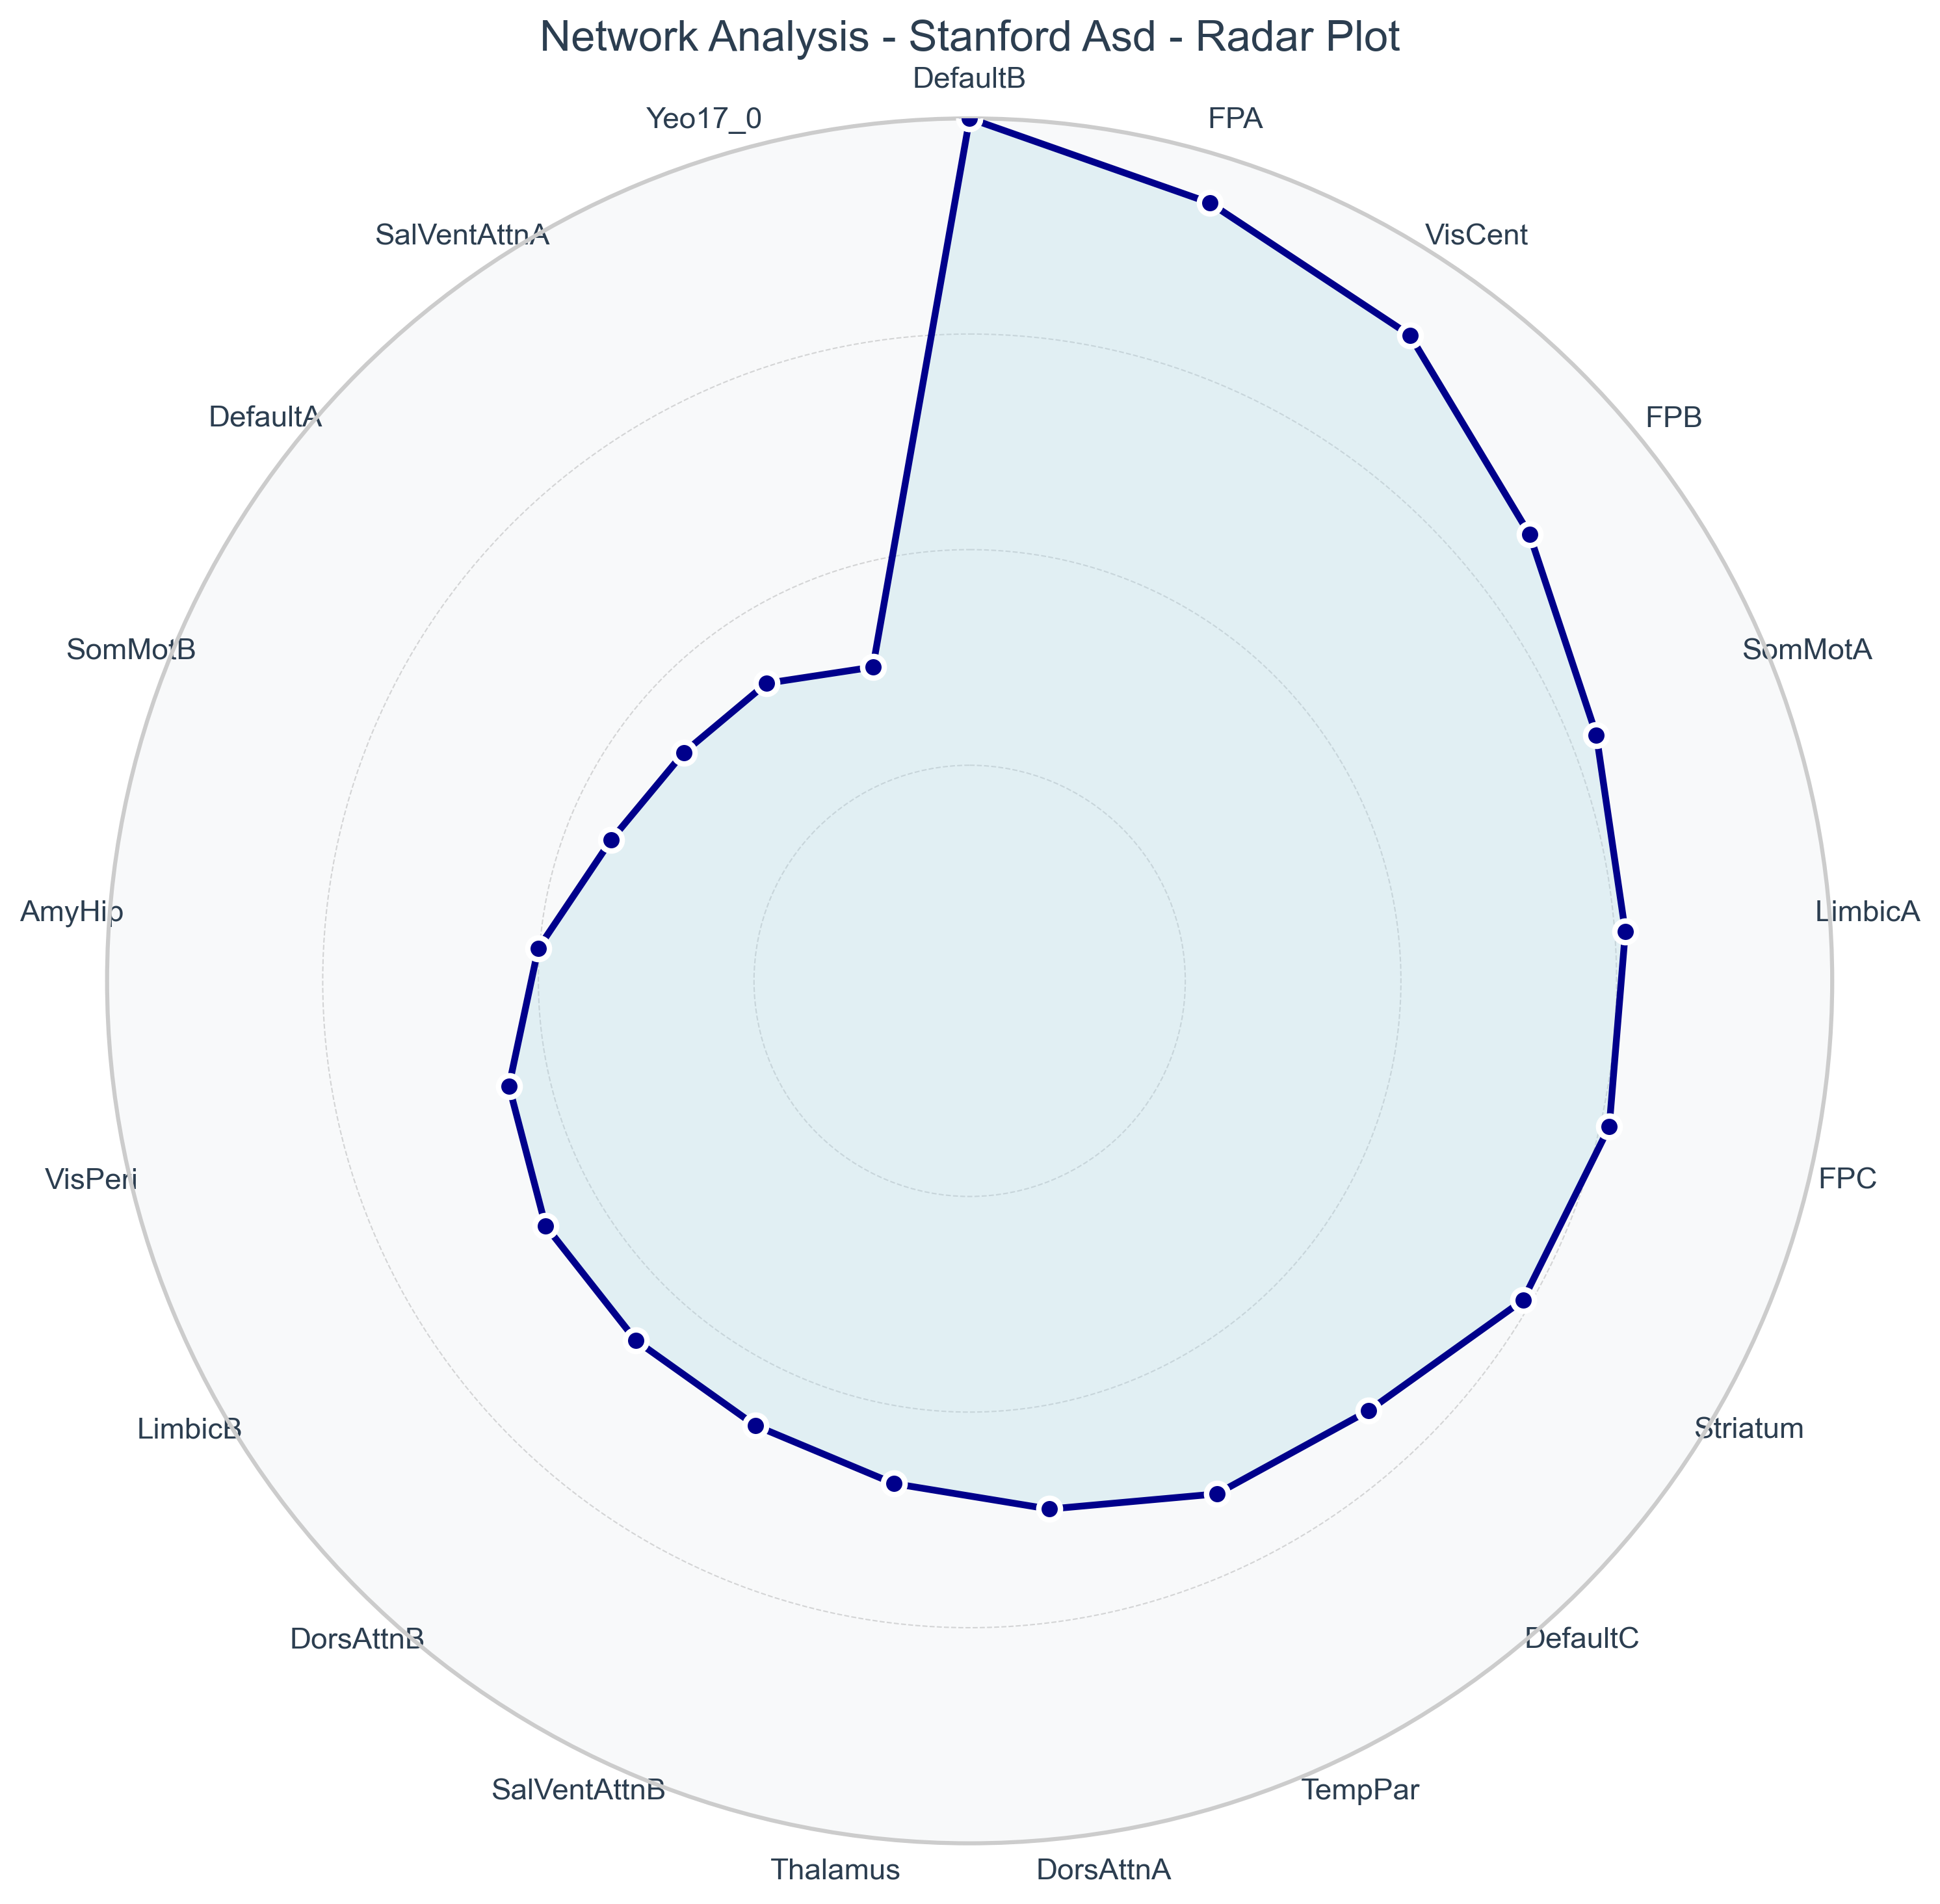 Network Analysis - Stanford Asd - Radar Plot
DefaultB
FPA
VisCent
FPB
SomMotA
LimbicA
FPC
Striatum
DefaultC
TempPar
DorsAttnA
Thalamus
SalVentAttnB
DorsAttnB
LimbicB
VisPeri
AmyHip
SomMotB
DefaultA
SalVentAttnA
Yeo17_0